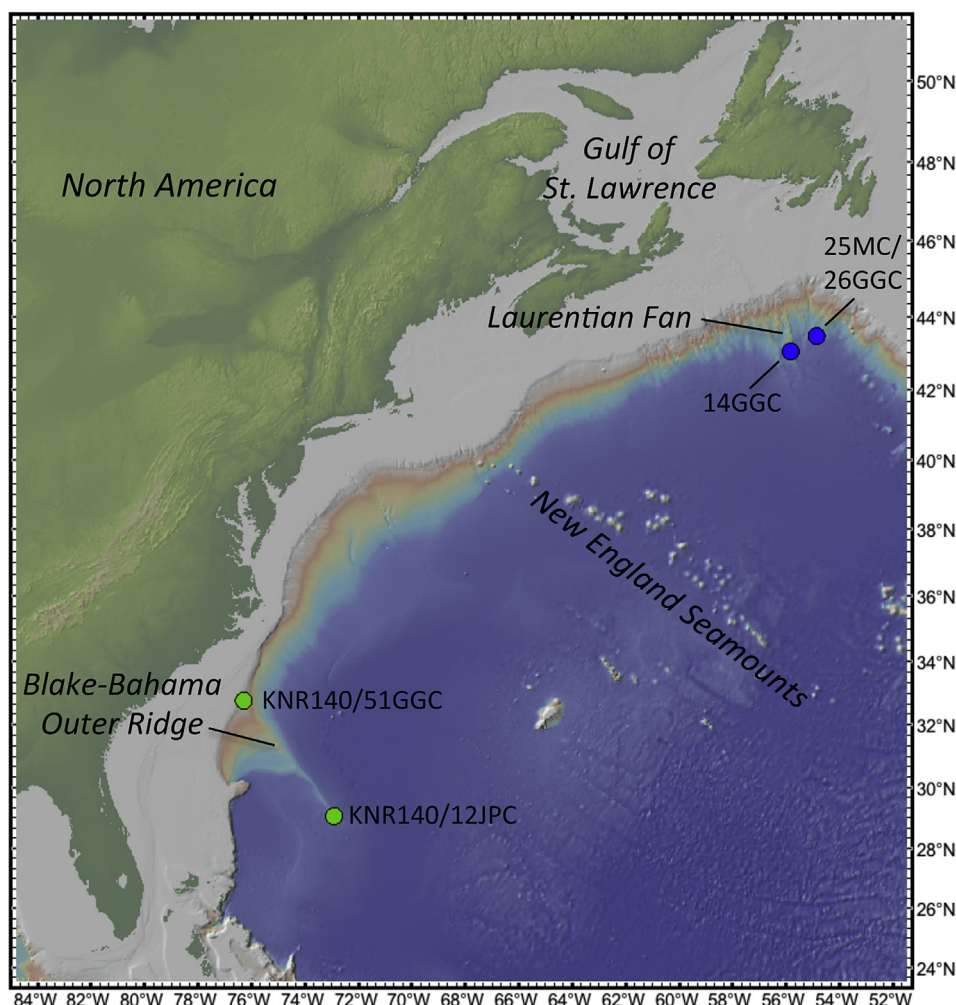 50°N
Gulf of
St. Lawrence
48°N
North America
46°N
25MC/
26GGC
44°N
Laurentian Fan
42°N
14GGC
40°N
New England Seamounts
38°N
36°N
34°N
Blake-Bahama
Outer Ridge
KNR140/51GGC
32°N
30°N
KNR140/12JPC
28°N
26°N
24°N
84°W 82°W 80°W 78°W 76°W 74°W 72°W 70°W 68°W 66°W 64°W 62°W 60°W 58°W 56°W 54°W 52°W